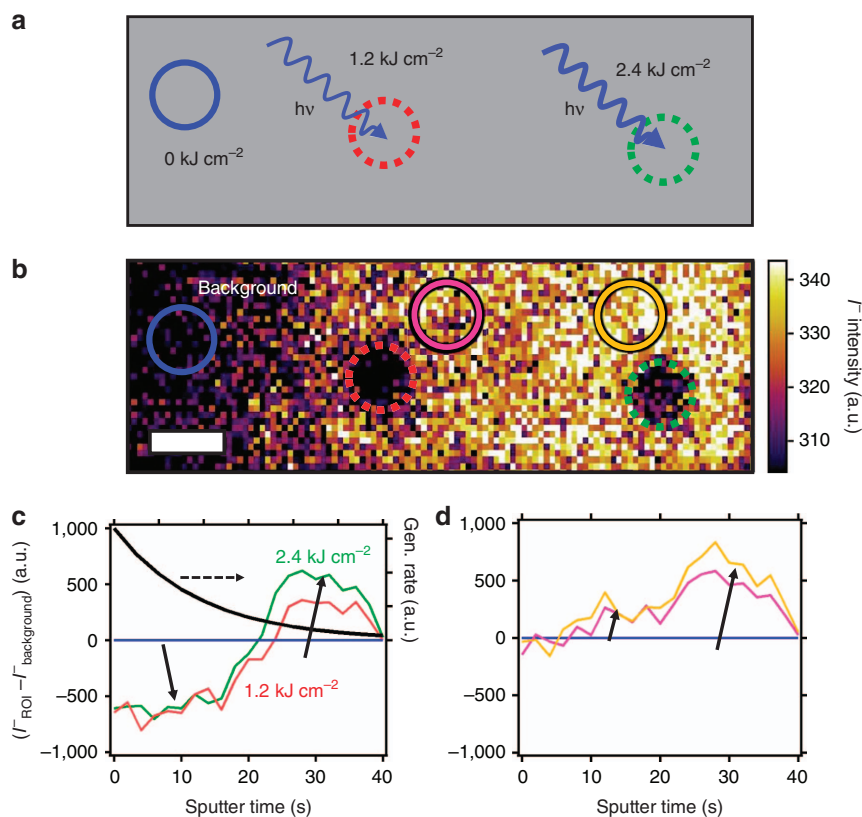 a
0 kJ cm⁻²
hν
1.2 kJ cm⁻²
hν
2.4 kJ cm⁻²
b
Background
340
330
320
310
I⁻ intensity (a.u.)
c
1,000
500
0
−500
−1,000
(I⁻ROI −I⁻background) (a.u.)
2.4 kJ cm⁻²
1.2 kJ cm⁻²
Gen. rate (a.u.)
0
10
20
30
40
Sputter time (s)
d
1,000
500
0
−500
−1,000
0
10
20
30
40
Sputter time (s)